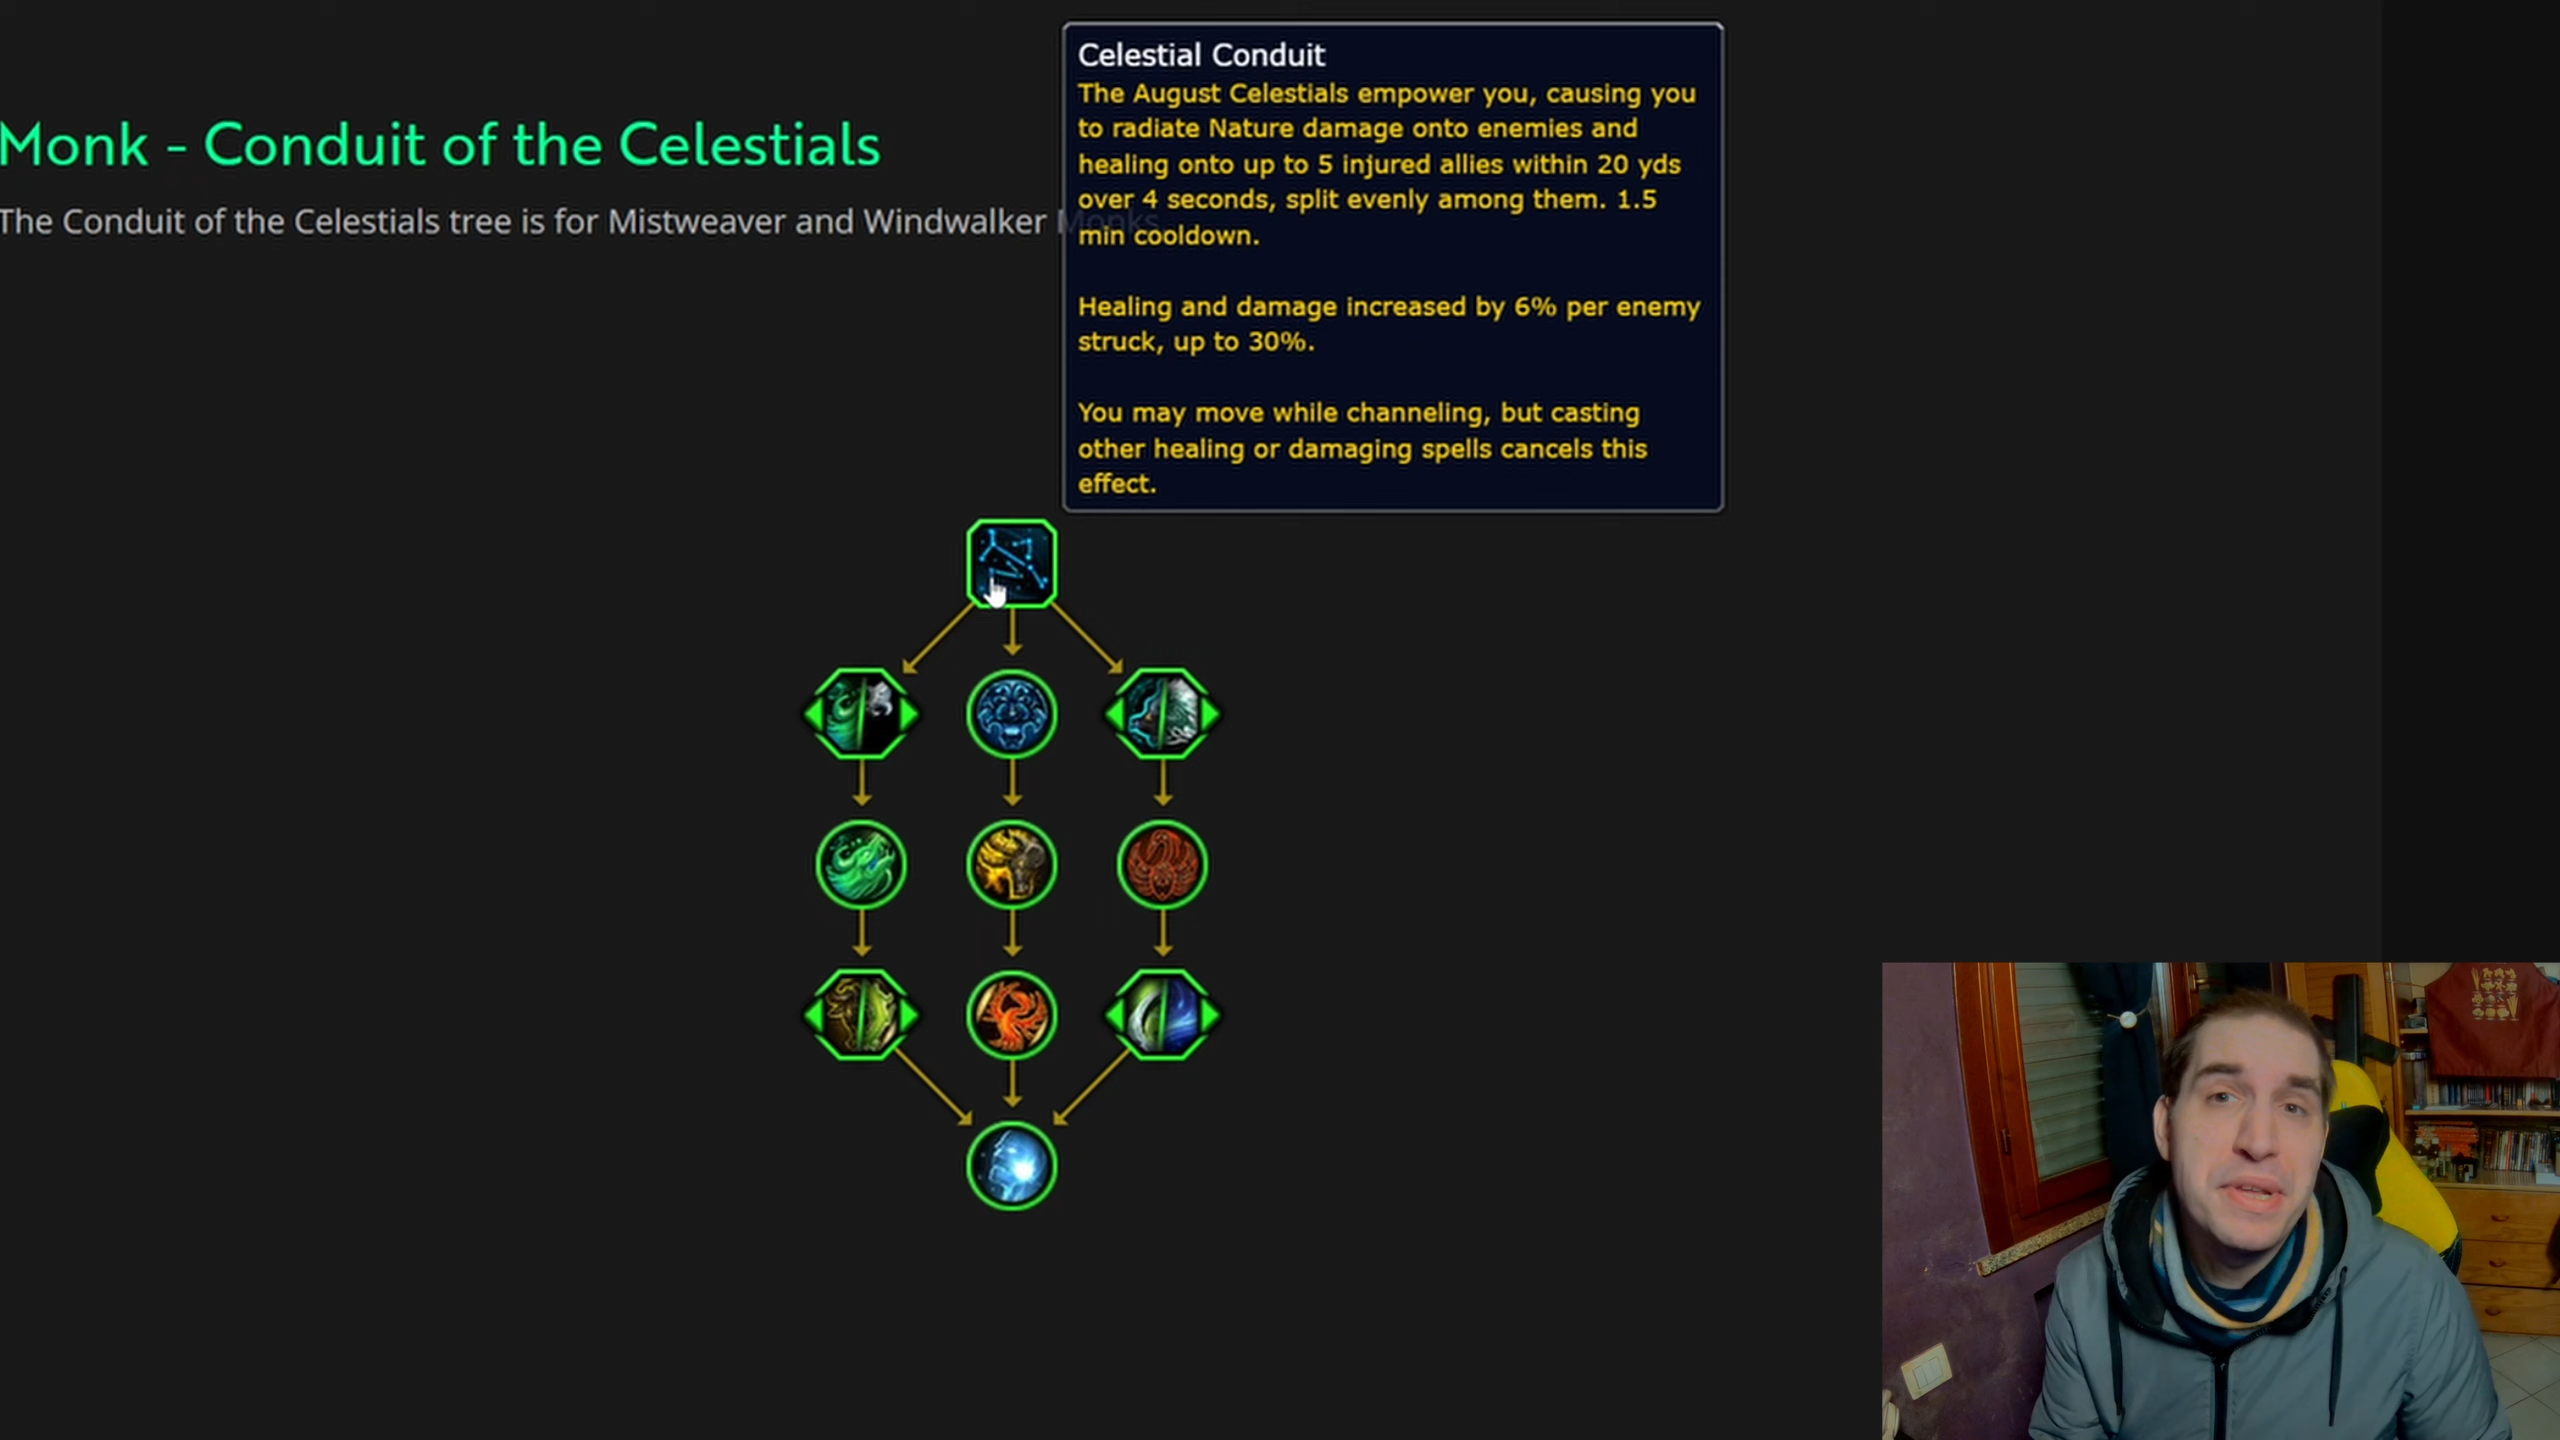 Celestial Conduit
The August Celestials empower you, causing you
to radiate Nature damage onto enemies and
healing onto up to 5 injured allies within 20 yds
over 4 seconds, split evenly among them. 1.5
min cooldown.
Healing and damage increased by 6% per enemy
struck, up to 30%.
You may move while channeling, but casting
other healing or damaging spells cancels this
effect.
Monk - Conduit of the Celestials
The Conduit of the Celestials tree is for Mistweaver and Windwalker Monks